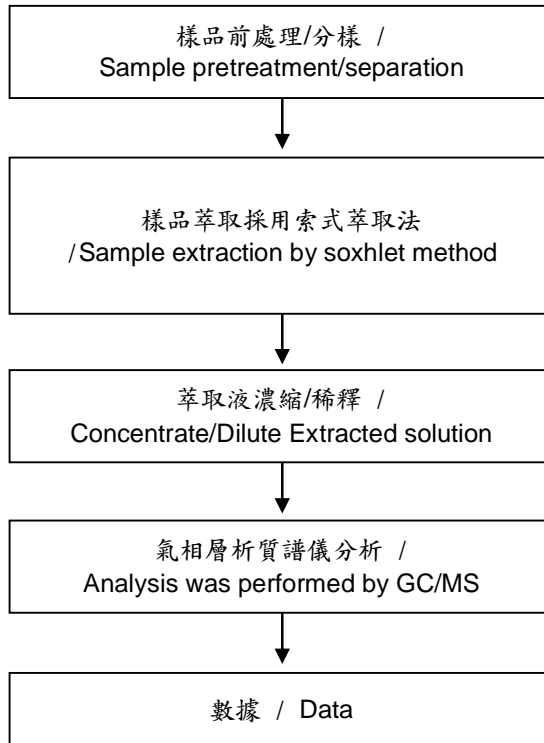 樣品前處理/分樣 /
Sample pretreatment/separation
樣品萃取採用索式萃取法
/Sample extraction by soxhlet method
萃取液濃縮/稀釋 /
Concentrate/Dilute Extracted solution
氣相層析質譜儀分析 /
Analysis was performed by GC/MS
數據 / Data